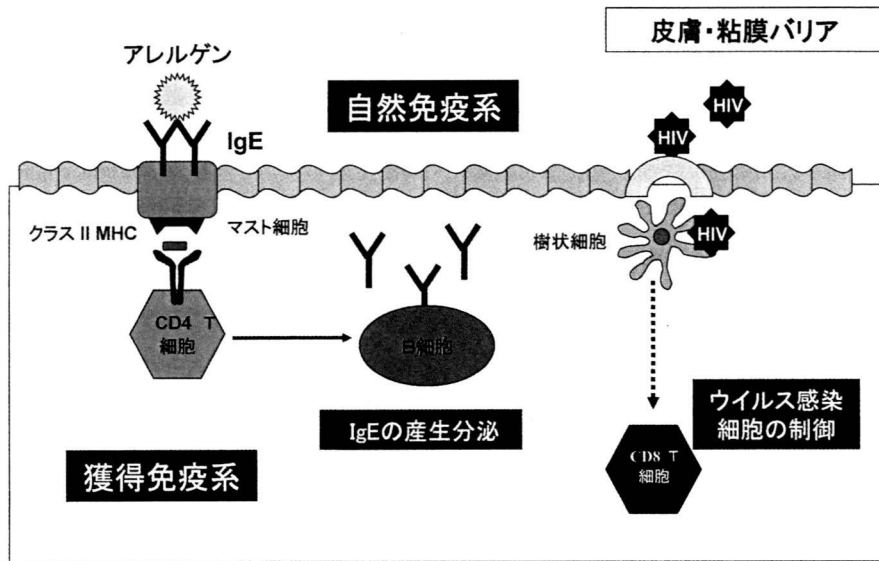 皮膚・粘膜バリア
アレルゲン
自然免疫系
HIV
HIV
IgE
クラス II MHC
マスト細胞
樹状細胞
HIV
CD4 T
細胞
B細胞
IgEの産生分泌
ウイルス感染
細胞の制御
獲得免疫系
CD8 T
細胞